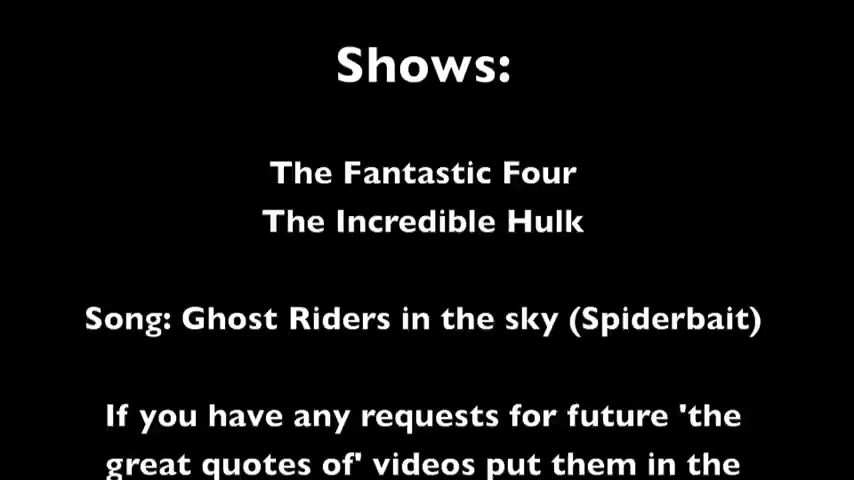 Shows:
The Fantastic Four
The Incredible Hulk
Song: Ghost Riders in the sky (Spiderbait)
If you have any requests for future 'the
great quotes of' videos put them in the